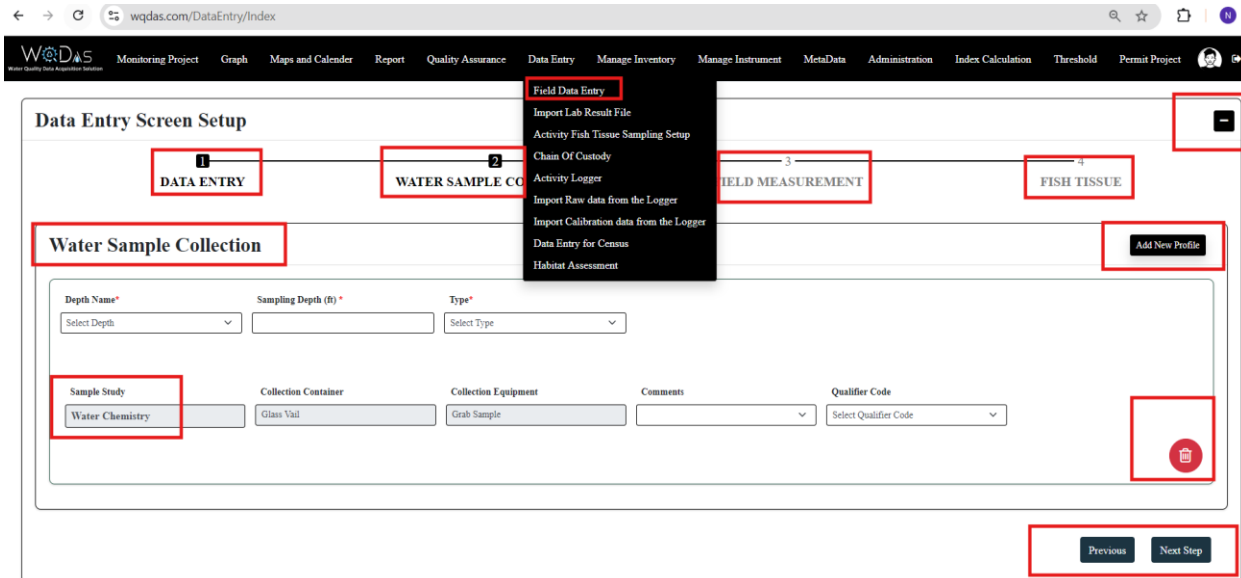 wqdas.com/DataEntry/Index
N
WQDAS
Water Quality Data Acquisition Solution
Monitoring Project Graph Maps and Calender Report Quality Assurance Data Entry Manage Inventory Manage Instrument MetaData Administration Index Calculation Threshold Permit Project
Field Data Entry
Import Lab Result File
Activity Fish Tissue Sampling Setup
Chain Of Custody
Activity Logger
Import Raw data from the Logger
Import Calibration data from the Logger
Data Entry for Census
Habitat Assessment
Data Entry Screen Setup
1 2 3 4
DATA ENTRY WATER SAMPLE CO IELD MEASUREMENT FISH TISSUE
Water Sample Collection Add New Profile
Depth Name* Sampling Depth (ft) * Type*
Select Depth Select Type
Sample Study Collection Container Collection Equipment Comments Qualifier Code
Water Chemistry Glass Vail Grab Sample Select Qualifier Code
Previous Next Step